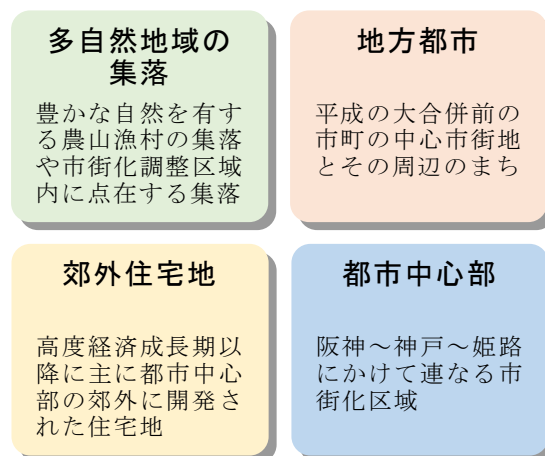 多自然地域の
集落
豊かな自然を有す
る農山漁村の集落
や市街化調整区域
内に点在する集落
地方都市
平成の大合併前の
市町の中心市街地
とその周辺のまち
郊外住宅地
高度経済成長期以
降に主に都市中心
部の郊外に開発さ
れた住宅地
都市中心部
阪神～神戸～姫路
にかけて連なる市
街化区域